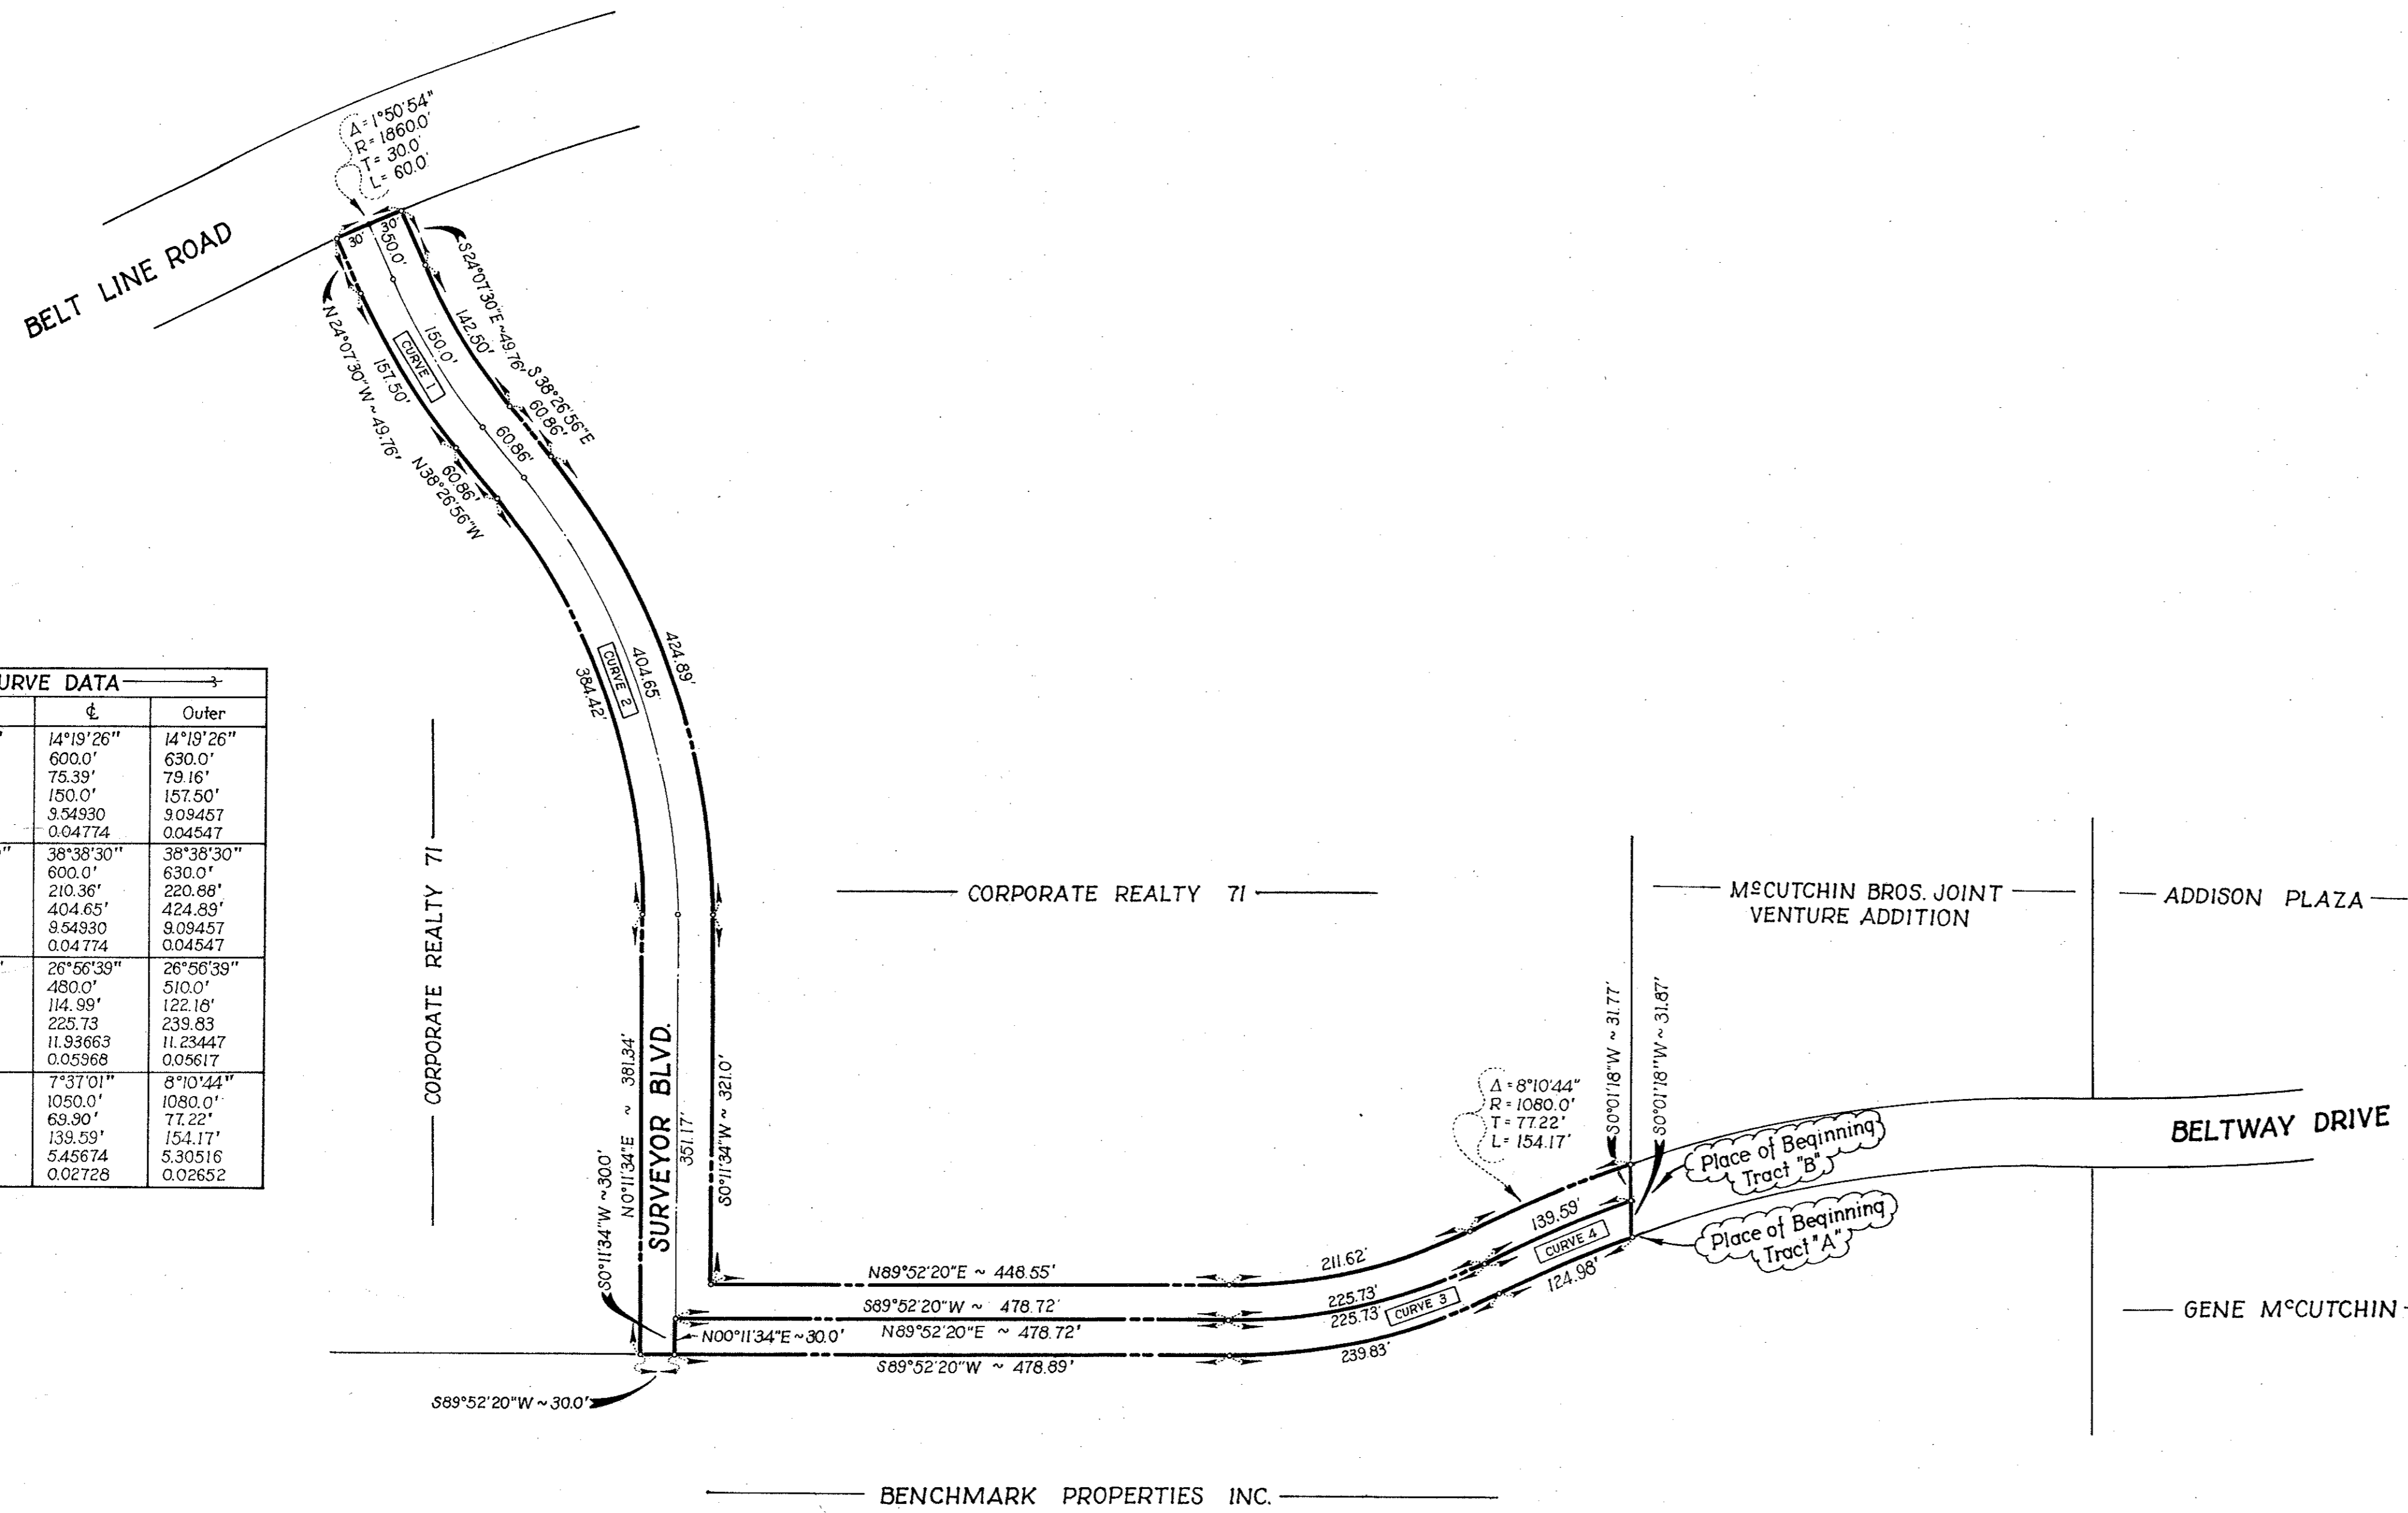 Δ = 1°50'54"
R = 1860.0'
T = 30.0'
L = 60.0'
BELT LINE ROAD
30'
30'
50.0'
S24°07'30"E ~ 49.76'
N24°07'30"W ~ 49.76'
CURVE 1
150.0'
142.50'
157.50'
S38°26'56"E
60.86'
60.86'
60.86'
N38°26'56"W
424.89'
404.65'
CURVE 2
384.42'
URVE DATA
℄ Outer
14°19'26" 14°19'26"
600.0' 630.0'
75.39' 79.16'
150.0' 157.50'
9.54930 9.09457
0.04774 0.04547
38°38'30" 38°38'30"
600.0' 630.0'
210.36' 220.88'
404.65' 424.89'
9.54930 9.09457
0.04774 0.04547
26°56'39" 26°56'39"
480.0' 510.0'
114.99' 122.18'
225.73 239.83
11.93663 11.23447
0.05968 0.05617
7°37'01" 8°10'44"
1050.0' 1080.0'
69.90' 77.22'
139.59' 154.17'
5.45674 5.30516
0.02728 0.02652
CORPORATE REALTY 71
CORPORATE REALTY 71
McCUTCHIN BROS. JOINT
VENTURE ADDITION
ADDISON PLAZA
N0°11'34"E ~ 381.34'
SURVEYOR BLVD.
351.17'
S0°11'34"W ~ 321.0'
S0°11'34"W ~ 30.0'
S0°01'18"W ~ 31.77'
S0°01'18"W ~ 31.87'
Δ = 8°10'44"
R = 1080.0'
T = 77.22'
L = 154.17'
BELTWAY DRIVE
Place of Beginning
Tract "B"
Place of Beginning
Tract "A"
139.59'
CURVE 4
124.98'
211.62'
225.73'
225.73'
CURVE 3
239.83'
N89°52'20"E ~ 448.55'
S89°52'20"W ~ 478.72'
N00°11'34"E ~ 30.0'
N89°52'20"E ~ 478.72'
S89°52'20"W ~ 478.89'
S89°52'20"W ~ 30.0'
GENE McCUTCHIN
BENCHMARK PROPERTIES INC.